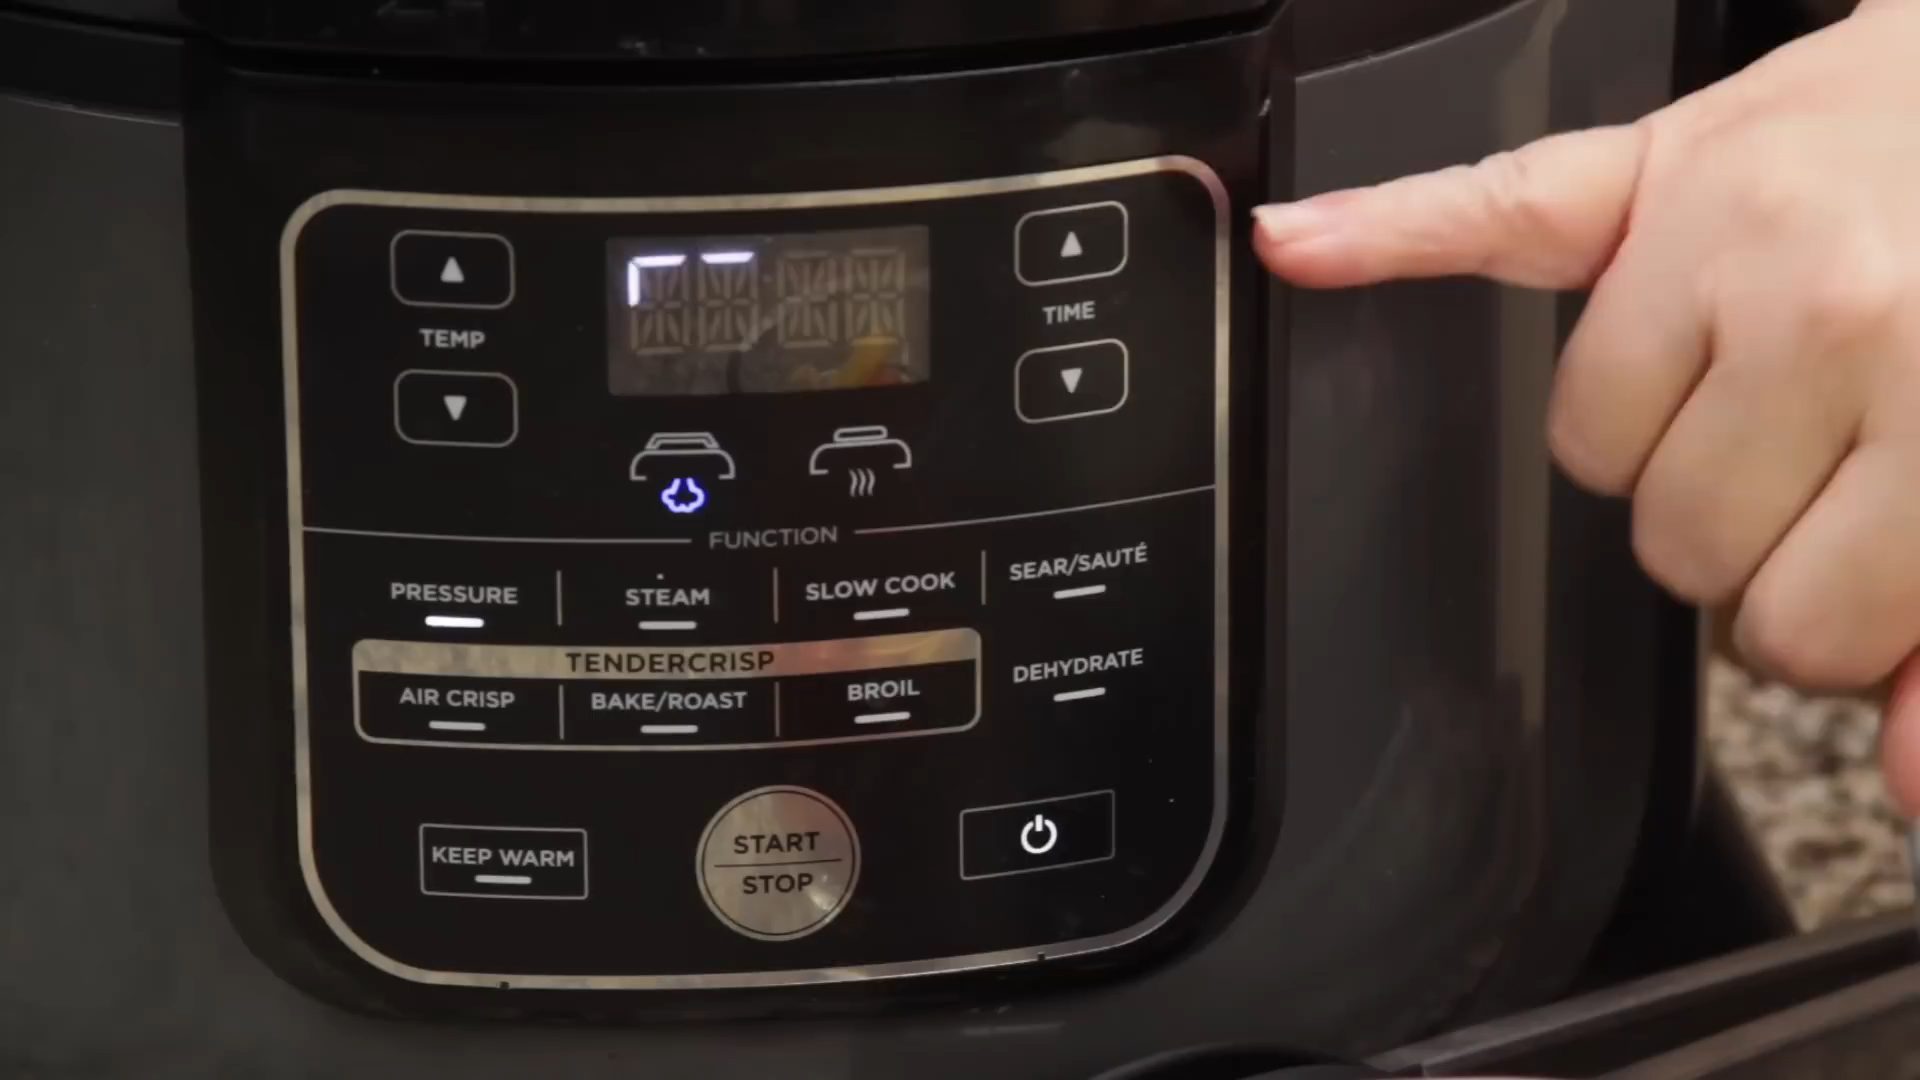 TEMP
TIME
FUNCTION
PRESSURE
STEAM
SLOW COOK
SEAR/SAUTÉ
TENDERCRISP
AIR CRISP
BAKE/ROAST
BROIL
DEHYDRATE
KEEP WARM
START
STOP